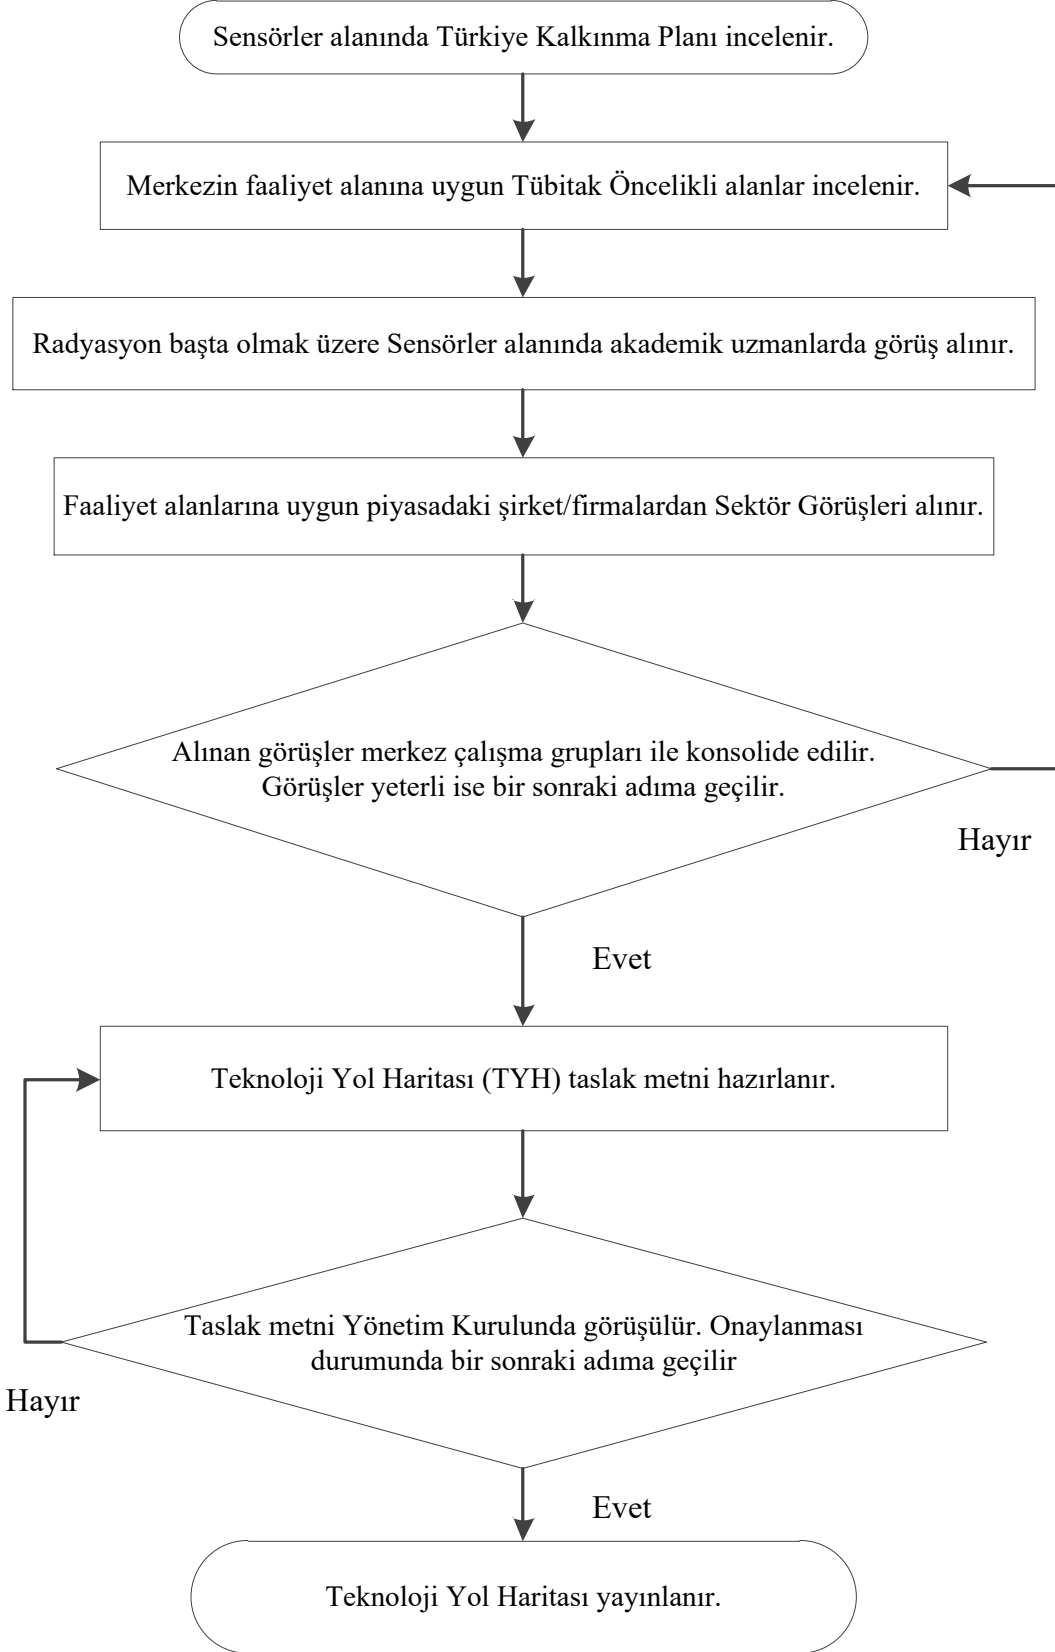 Sensörler alanında Türkiye Kalkınma Planı incelenir.
Merkezin faaliyet alanına uygun Tübitak Öncelikli alanlar incelenir.
Radyasyon başta olmak üzere Sensörler alanında akademik uzmanlarda görüş alınır.
Faaliyet alanlarına uygun piyasadaki şirket/firmalardan Sektör Görüşleri alınır.
Alınan görüşler merkez çalışma grupları ile konsolide edilir.
Görüşler yeterli ise bir sonraki adıma geçilir.
Hayır
Evet
Teknoloji Yol Haritası (TYH) taslak metni hazırlanır.
Taslak metni Yönetim Kurulunda görüşülür. Onaylanması
durumunda bir sonraki adıma geçilir
Hayır
Evet
Teknoloji Yol Haritası yayınlanır.